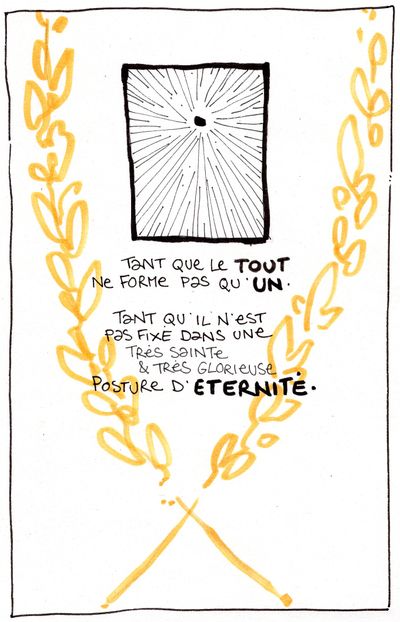 TANT QUE LE TOUT
NE FORME PAS QU'UN.
TANT QU'IL N'EST
PAS FIXE DANS UNE
TRÈS SAINTE
& TRÈS GLORIEUSE
POSTURE D'ETERNITÉ.